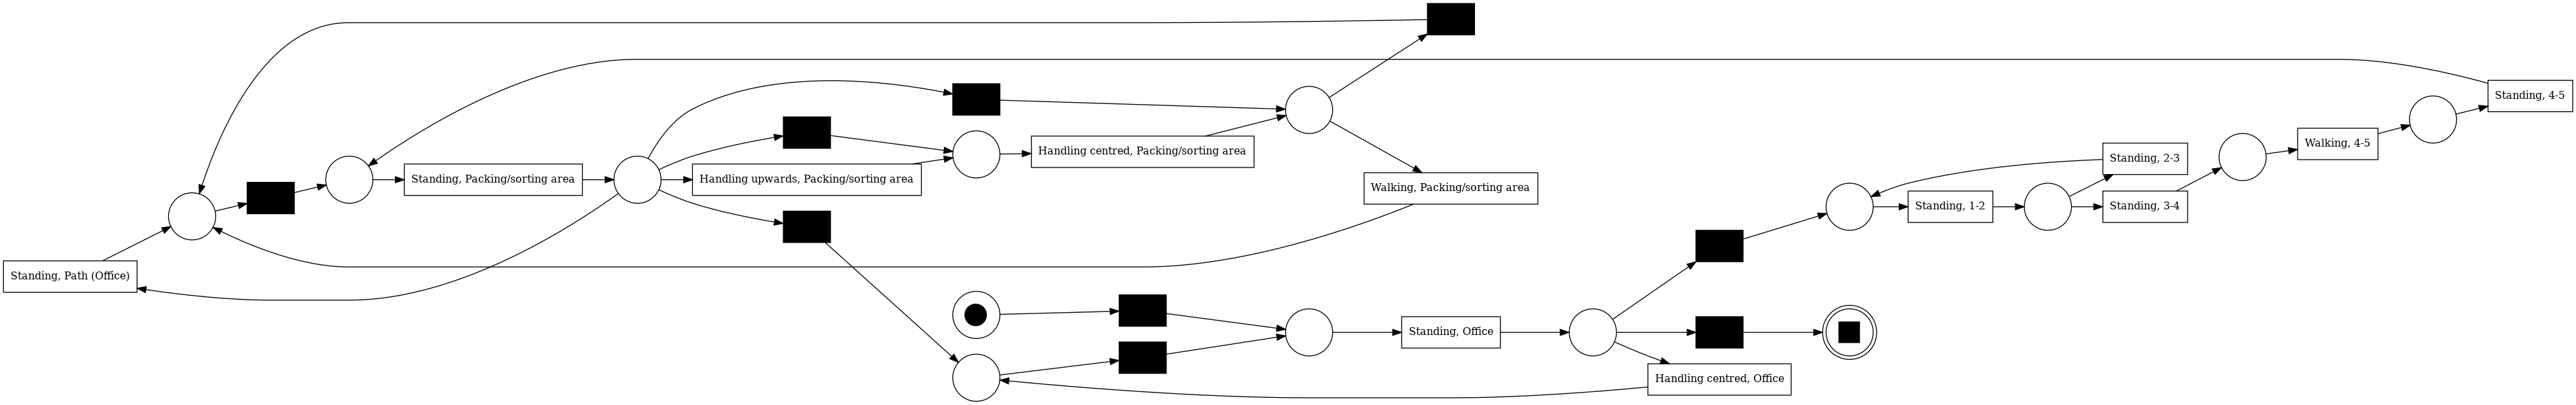 Standing, 4-5
Walking, 4-5
Handling centred, Packing/sorting area
Standing, 2-3
Standing, Packing/sorting area
Handling upwards, Packing/sorting area
Walking, Packing/sorting area
Standing, 1-2
Standing, 3-4
Standing, Path (Office)
Standing, Office
Handling centred, Office